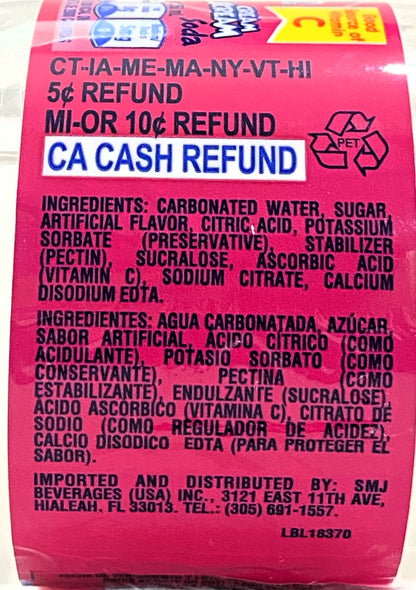 Good
Source of
Vitamin
C
CREAM
Soda
CT-IA-ME-MA-NY-VT-HI
5¢ REFUND
MI-OR 10¢ REFUND
CA CASH REFUND
PET
INGREDIENTS: CARBONATED WATER, SUGAR,
ARTIFICIAL FLAVOR, CITRIC ACID, POTASSIUM
SORBATE (PRESERVATIVE), STABILIZER
(PECTIN), SUCRALOSE, ASCORBIC ACID
(VITAMIN C), SODIUM CITRATE, CALCIUM
DISODIUM EDTA.
INGREDIENTES: AGUA CARBONATADA, AZÚCAR,
SABOR ARTIFICIAL, ÁCIDO CÍTRICO (COMO
ACIDULANTE), POTASIO SORBATO (COMO
CONSERVANTE), PECTINA (CÓMO
ESTABILIZANTE), ENDULZANTE (SUCRALOSE),
ÁCIDO ASCÓRBICO (VITAMINA C), CITRATO DE
SODIO (COMO REGULADOR DE ACIDEZ),
CALCIO DISODICO EDTA (PARA PROTEGER EL
SABOR).
IMPORTED AND DISTRIBUTED BY: SMJ
BEVERAGES (USA) INC., 3121 EAST 11TH AVE,
HIALEAH, FL 33013. TEL.: (305) 691-1557.
LBL18370